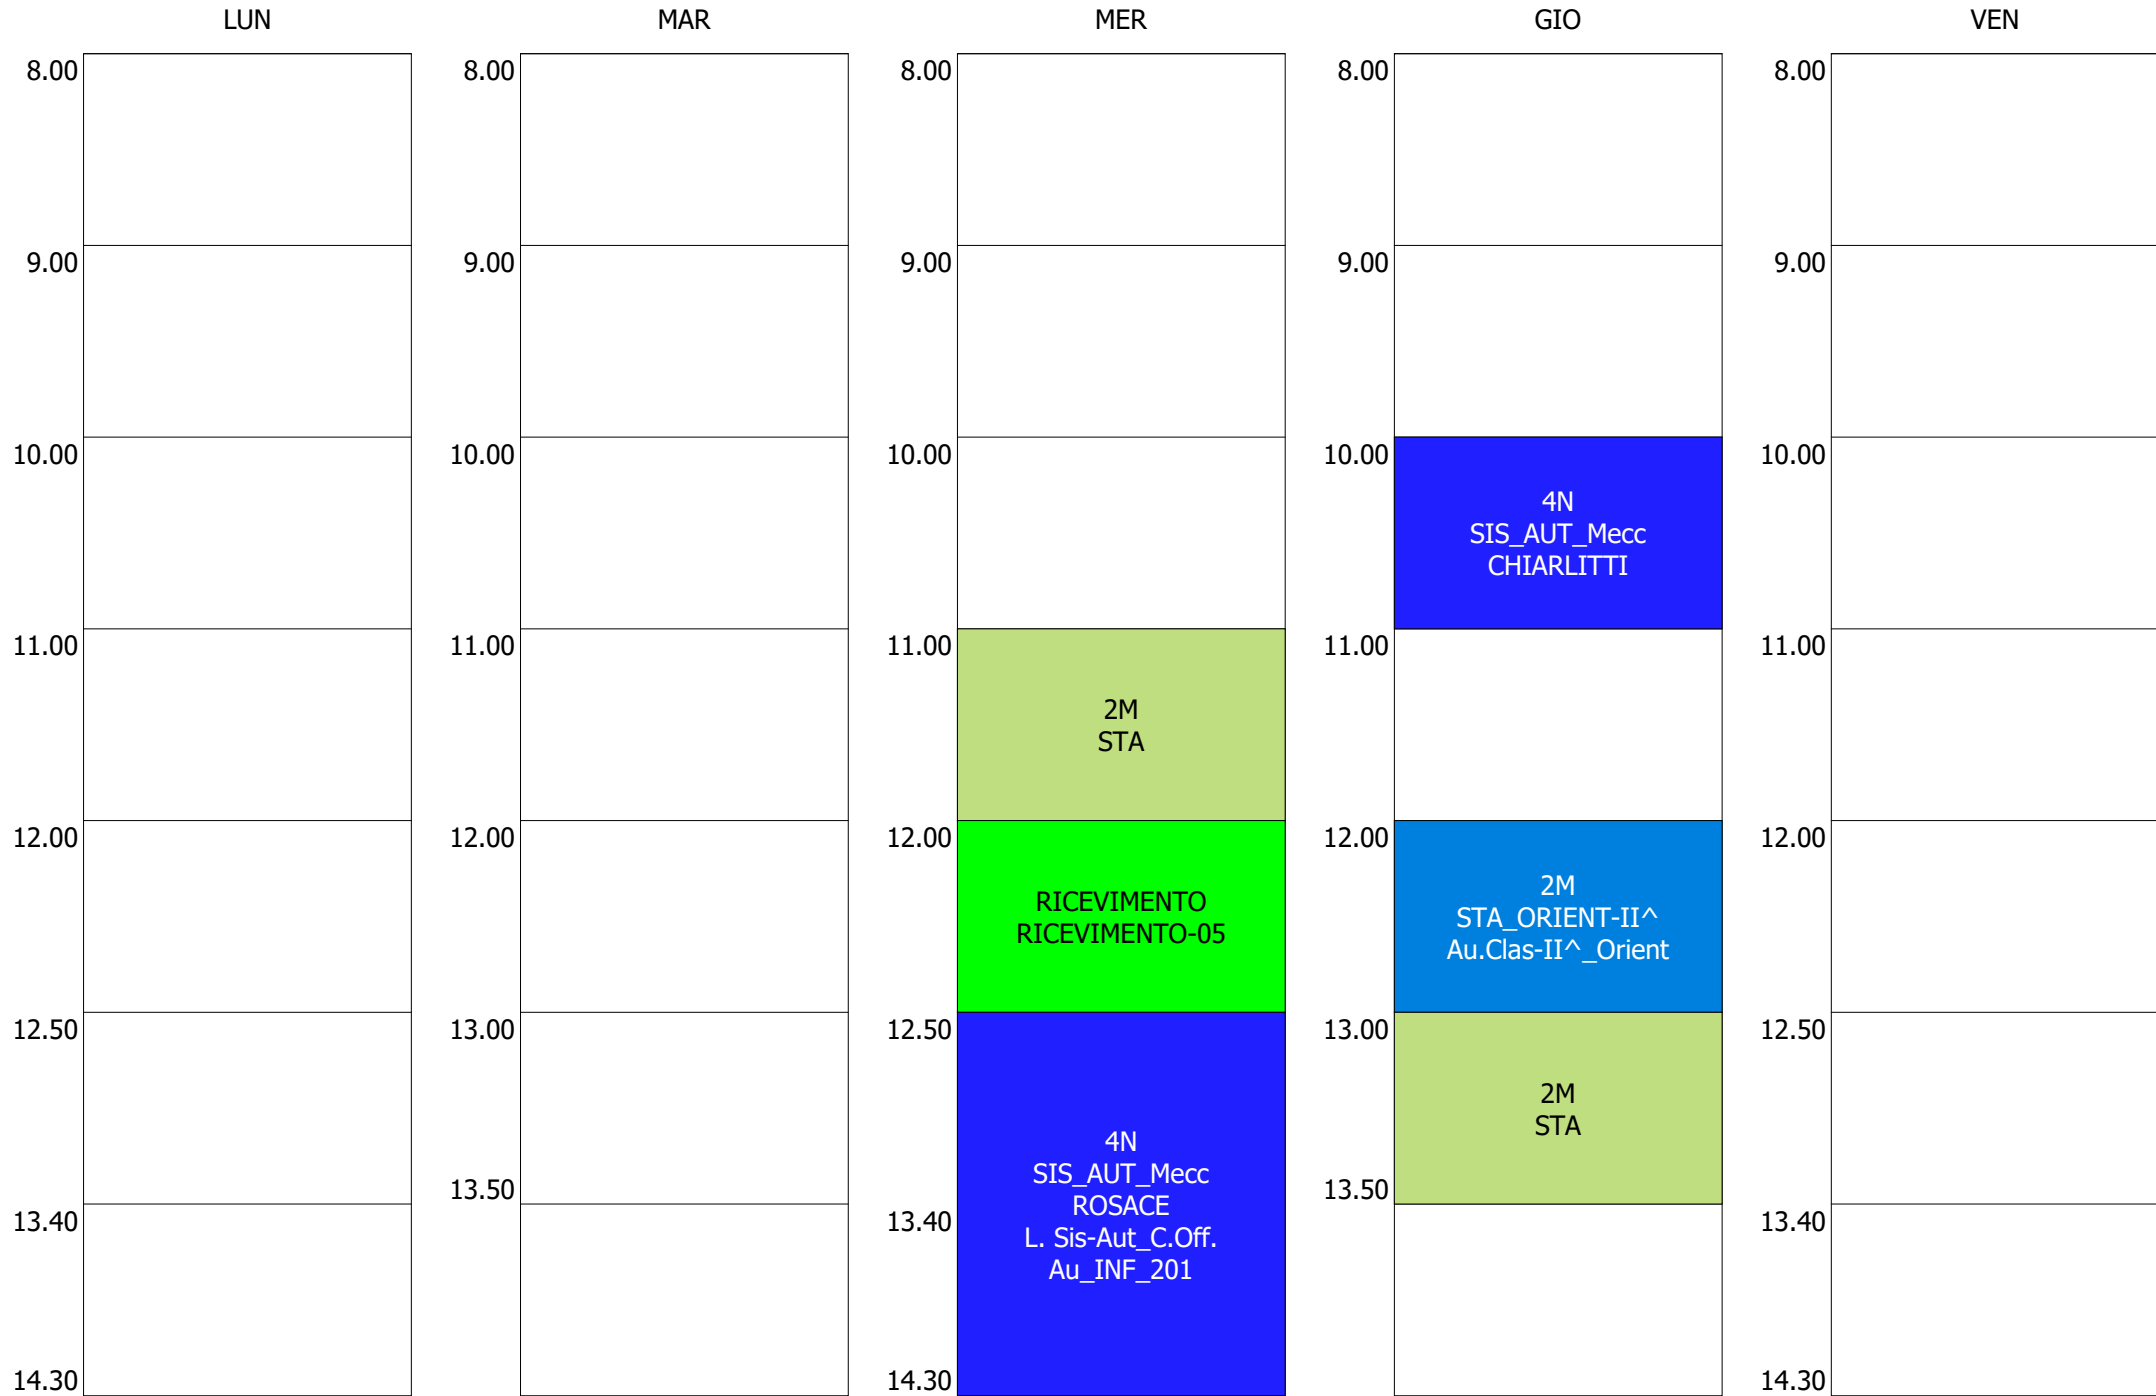 LUN
MAR
MER
GIO
VEN
8.00
9.00
10.00
11.00
12.00
12.50
13.40
14.30
8.00
9.00
10.00
11.00
12.00
13.00
13.50
8.00
9.00
10.00
11.00
12.00
12.50
13.40
14.30
2M
STA
RICEVIMENTO
RICEVIMENTO-05
4N
SIS_AUT_Mecc
ROSACE
L. Sis-Aut_C.Off.
Au_INF_201
8.00
9.00
10.00
11.00
12.00
13.00
13.50
4N
SIS_AUT_Mecc
CHIARLITTI
2M
STA_ORIENT-II^
Au.Clas-II^_Orient
2M
STA
8.00
9.00
10.00
11.00
12.00
12.50
13.40
14.30